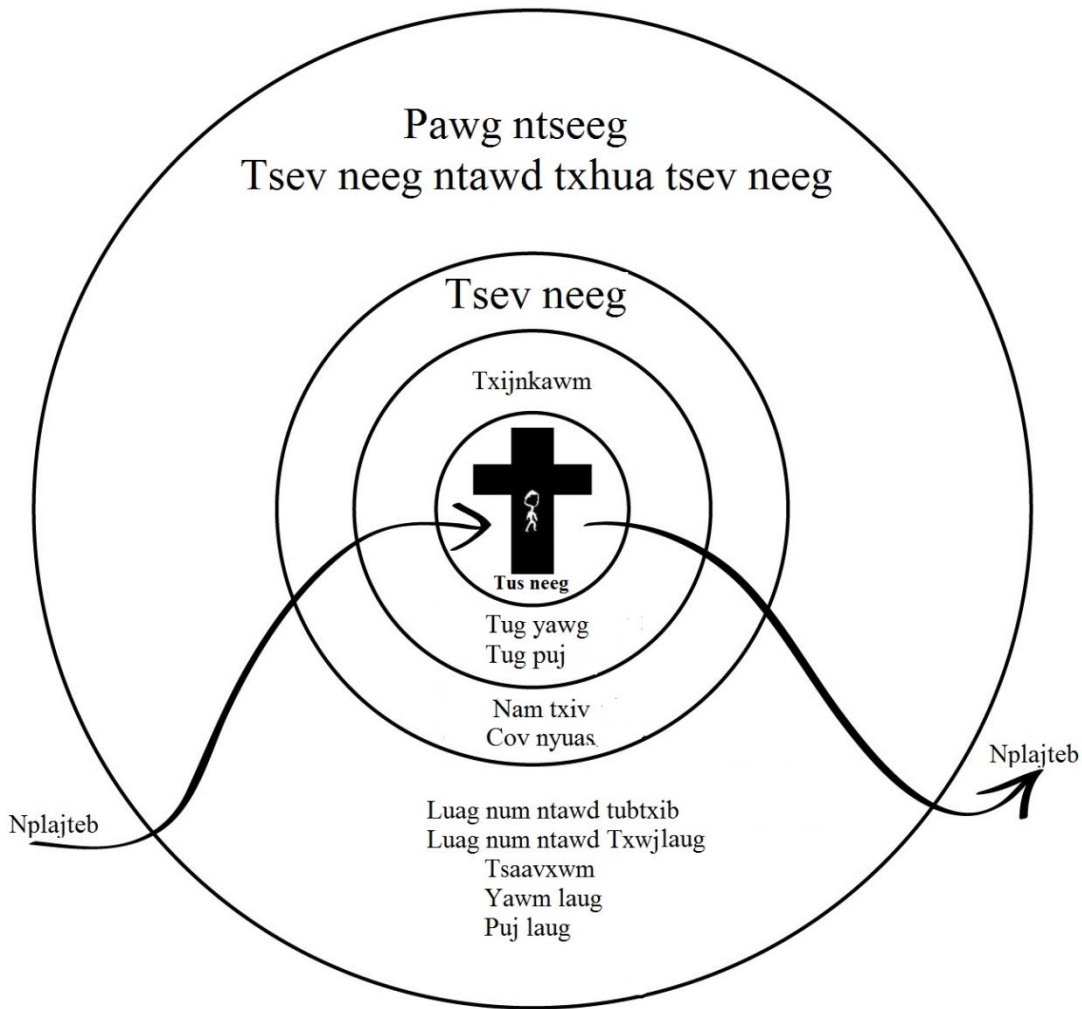 Pawg ntseeg
Tsev neeg ntawd txhua tsev neeg
Tsev neeg
Txijnkawm
Tus neeg
Tug yawg
Tug puj
Nam txiv
Cov nyuas
Nplajteb
Nplajteb
Luag num ntawd tubtxib
Luag num ntawd Txwjlaug
Tsaavxwm
Yawm laug
Puj laug